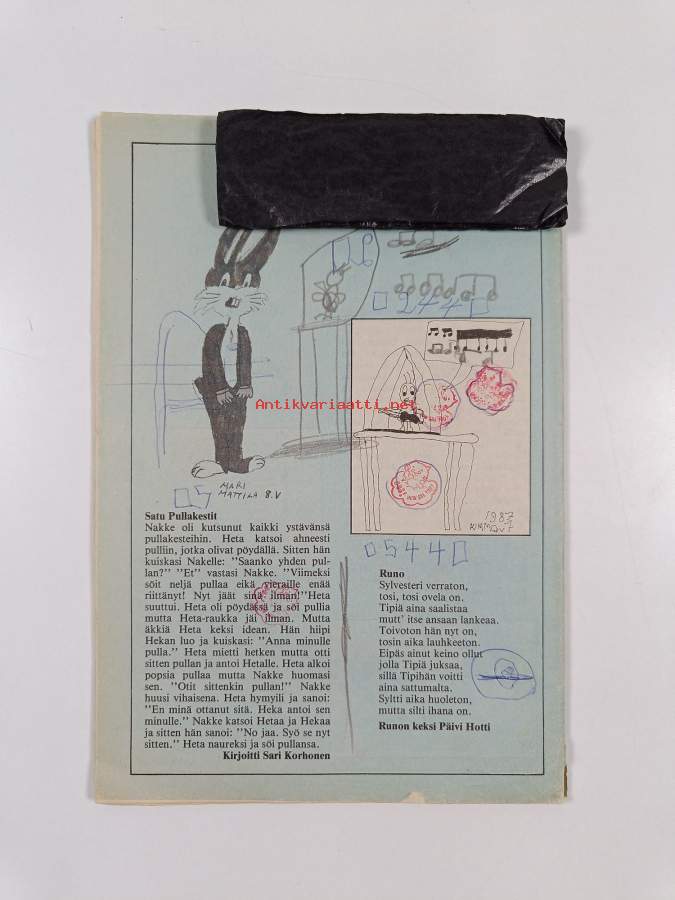 244
Antikvariaatti.net
MARI
MATTILA 8.V
05
1987
0544
Satu Pullakestit
Nakke oli kutsunut kaikki ystävänsä
pullakesteihin. Heta katsoi ahneesti
pulliin, jotka olivat pöydällä. Sitten hän
kuiskasi Nakelle: ”Saanko yhden pul-
lan?” ”Et” vastasi Nakke. ”Viimeksi
söit neljä pullaa eikä vieraille enää
riittänyt! Nyt jäät sinä ilman!”Heta
suuttui. Heta oli pöydässä ja söi pullia
mutta Heta-raukka jäi ilman. Mutta
äkkiä Heta keksi idean. Hän hiipi
Hekan luo ja kuiskasi: ”Anna minulle
pulla.” Heta mietti hetken mutta otti
sitten pullan ja antoi Hetalle. Heta alkoi
popsia pullaa mutta Nakke huomasi
sen. ”Otit sittenkin pullan!” Nakke
huusi vihaisena. Heta hymyili ja sanoi:
”En minä ottanut sitä. Heka antoi sen
minulle.” Nakke katsoi Hetaa ja Hekaa
ja sitten hän sanoi: ”No jaa. Syö se nyt
sitten.” Heta naureksi ja söi pullansa.
Kirjoitti Sari Korhonen
Runo
Sylvesteri verraton,
tosi, tosi ovela on.
Tipiä aina saalistaa
mutt’ itse ansaan lankeaa.
Toivoton hän nyt on,
tosin aika lauhkeeton.
Eipäs ainut keino ollut
jolla Tipiä juksaa,
sillä Tipihän voitti
aina sattumalta.
Syltti aika huoleton,
mutta silti ihana on.
Runon keksi Päivi Hotti